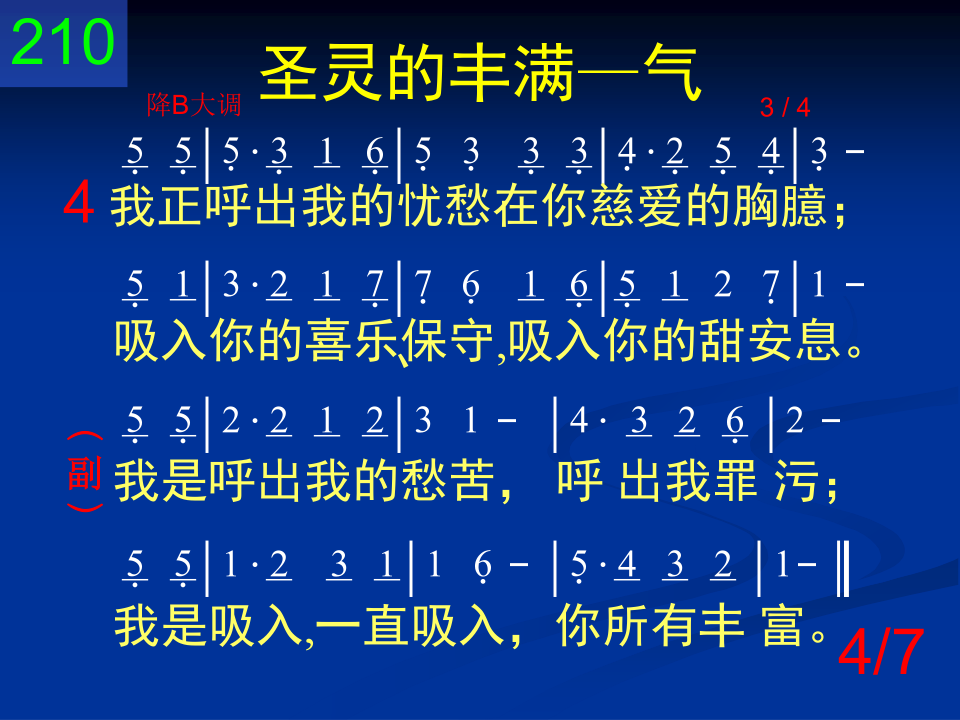 210
圣灵的丰满—气
降B大调
3 / 4
5 5|5·3 1 6|5 3 3 3|4·2 5 4|3 -
4 我正呼出我的忧愁在你慈爱的胸臆；
5 1|3·2 1 7|7 6 1 6|5 1 2 7|1 -
吸入你的喜乐、保守,吸入你的甜安息。
5 5|2·2 1 2|3 1 - |4· 3 2 6 |2 -
（副） 我是呼出我的愁苦， 呼 出我罪 污；
5 5|1·2 3 1|1 6 - |5·4 3 2 |1- ‖
我是吸入,一直吸入，你所有丰 富。
4/7